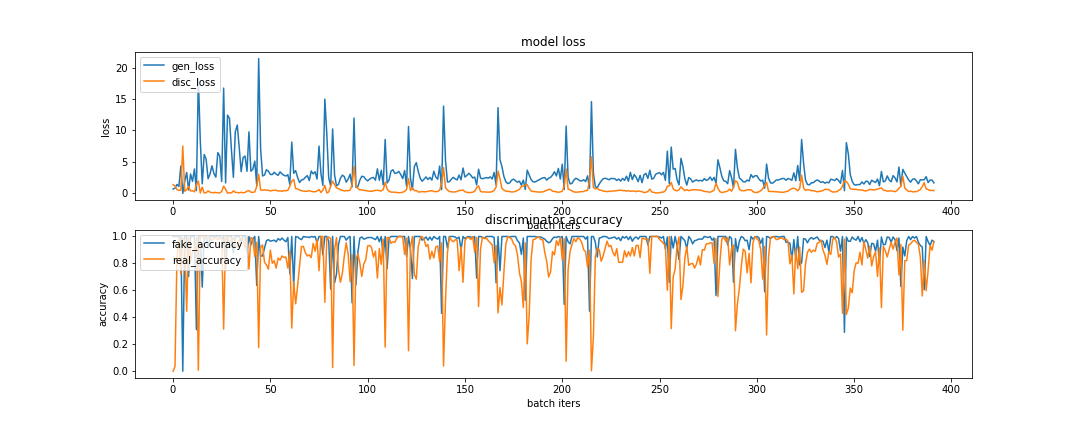 model loss
gen_loss
disc_loss
loss
20
15
10
5
0
0 50 100 150 200 250 300 350 400
batch iters
discriminator accuracy
fake_accuracy
real_accuracy
accuracy
1.0
0.8
0.6
0.4
0.2
0.0
0 50 100 150 200 250 300 350 400
batch iters